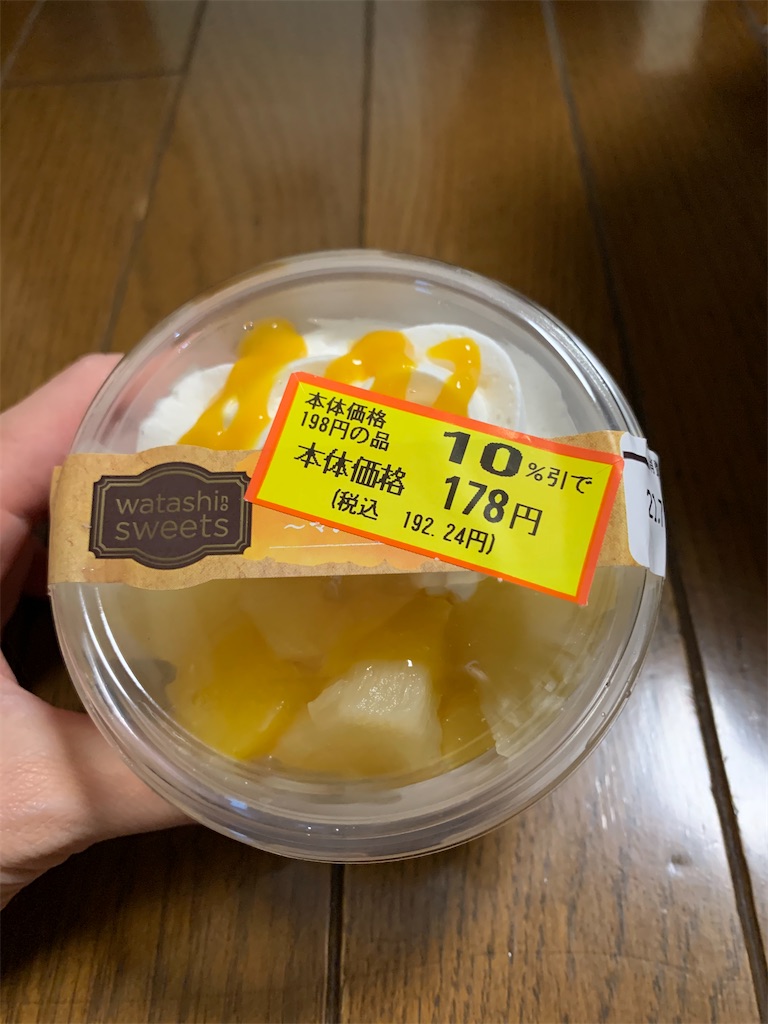 watashi
sweets
本体価格
198円の品
10%引で
本体価格 178円
(税込 192.24円)